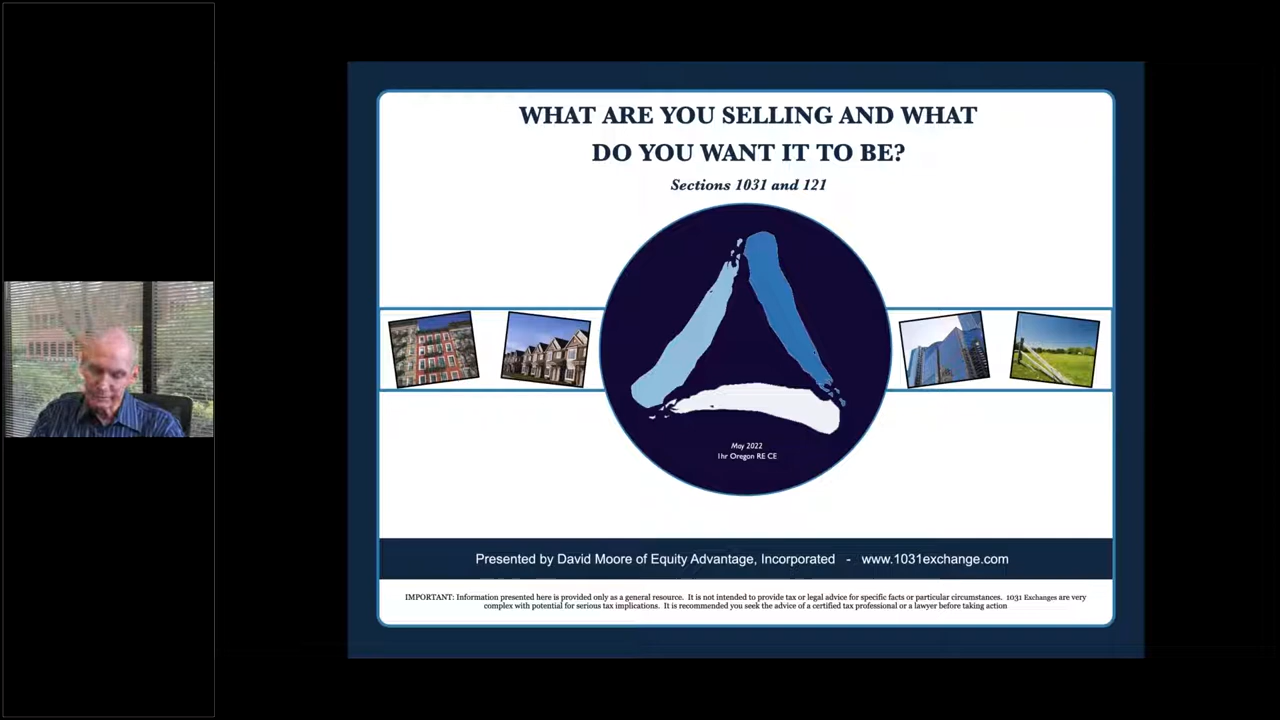 WHAT ARE YOU SELLING AND WHAT
DO YOU WANT IT TO BE?
Sections 1031 and 121
May 2022
1hr Oregon RE CE
Presented by David Moore of Equity Advantage, Incorporated - www.1031exchange.com
IMPORTANT: Information presented here is provided only as a general resource. It is not intended to provide tax or legal advice for specific facts or particular circumstances. 1031 Exchanges are very
complex with potential for serious tax implications. It is recommended you seek the advice of a certified tax professional or a lawyer before taking action